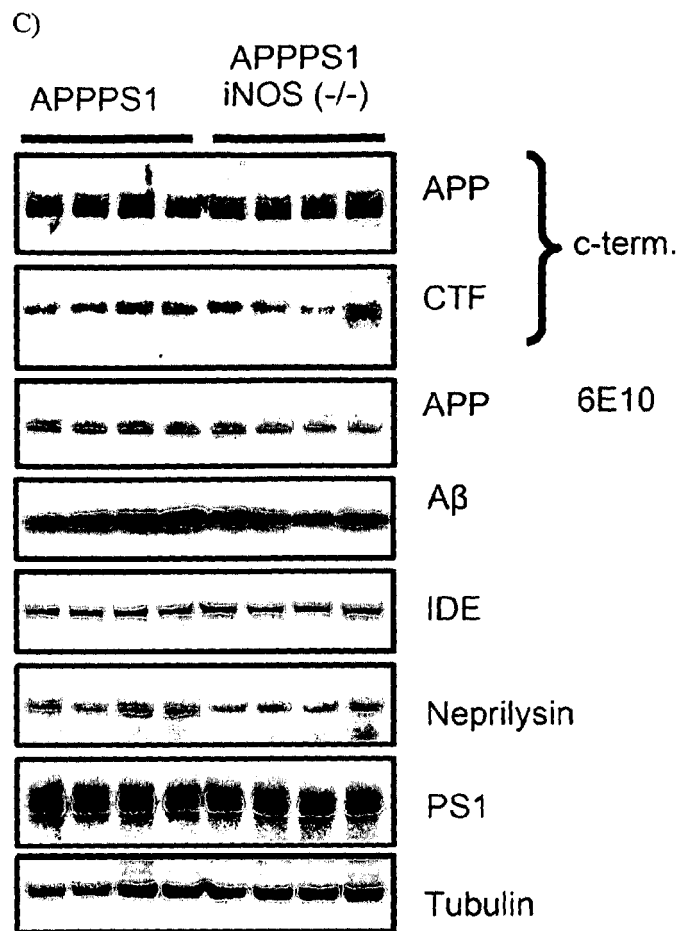 C)
APPPS1
APPPS1
iNOS (-/-)
APP
c-term.
CTF
APP 6E10
Aβ
IDE
Neprilysin
PS1
Tubulin